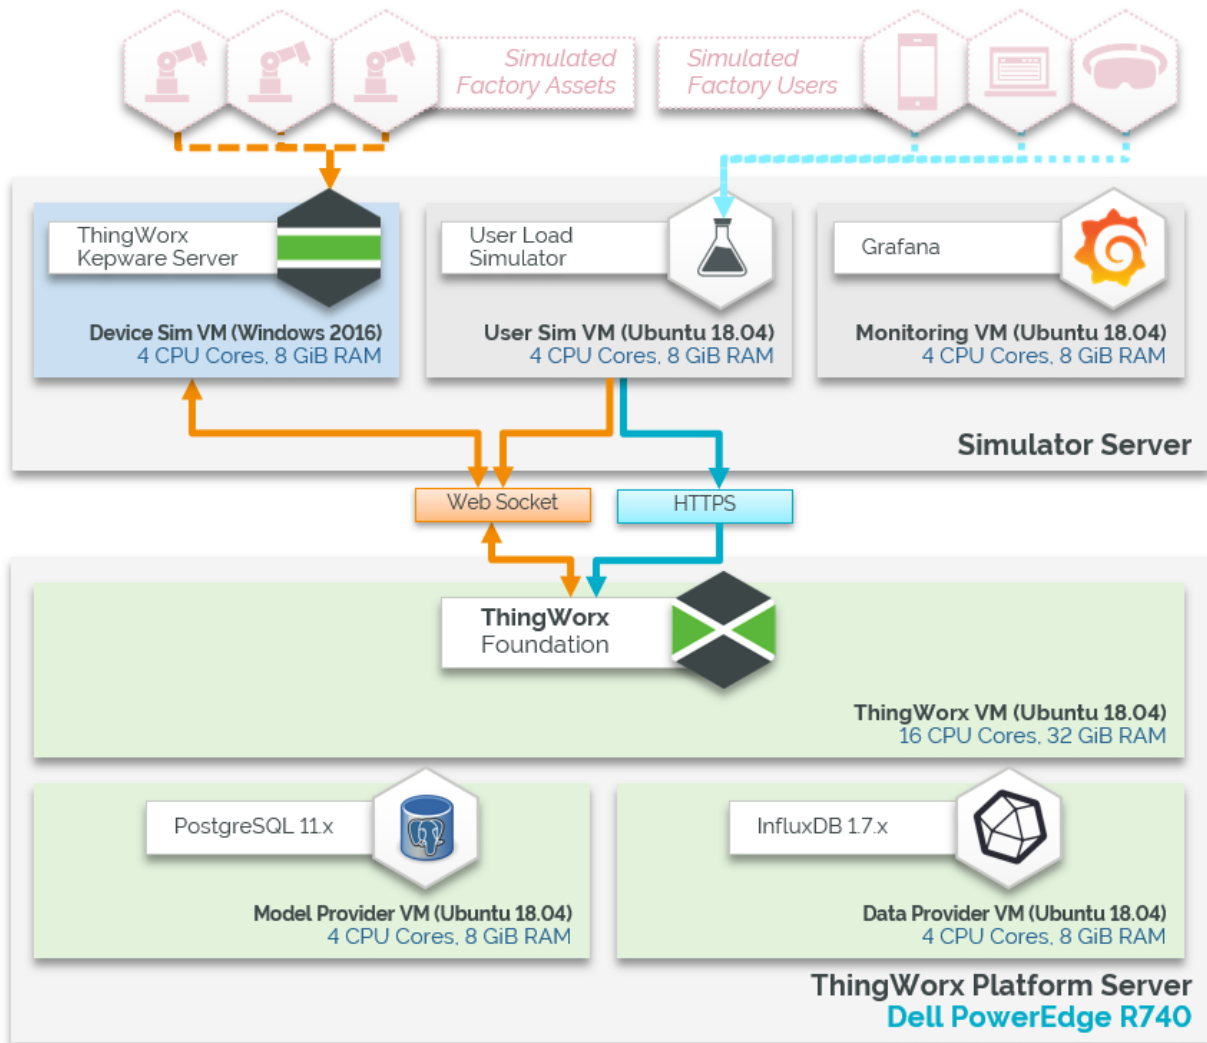 Simulated
Factory Assets
Simulated
Factory Users
ThingWorx
Kepware Server
Device Sim VM (Windows 2016)
4 CPU Cores, 8 GiB RAM
User Load
Simulator
User Sim VM (Ubuntu 18.04)
4 CPU Cores, 8 GiB RAM
Grafana
Monitoring VM (Ubuntu 18.04)
4 CPU Cores, 8 GiB RAM
Simulator Server
Web Socket
HTTPS
ThingWorx
Foundation
ThingWorx VM (Ubuntu 18.04)
16 CPU Cores, 32 GiB RAM
PostgreSQL 11.x
Model Provider VM (Ubuntu 18.04)
4 CPU Cores, 8 GiB RAM
InfluxDB 1.7.x
Data Provider VM (Ubuntu 18.04)
4 CPU Cores, 8 GiB RAM
ThingWorx Platform Server
Dell PowerEdge R740